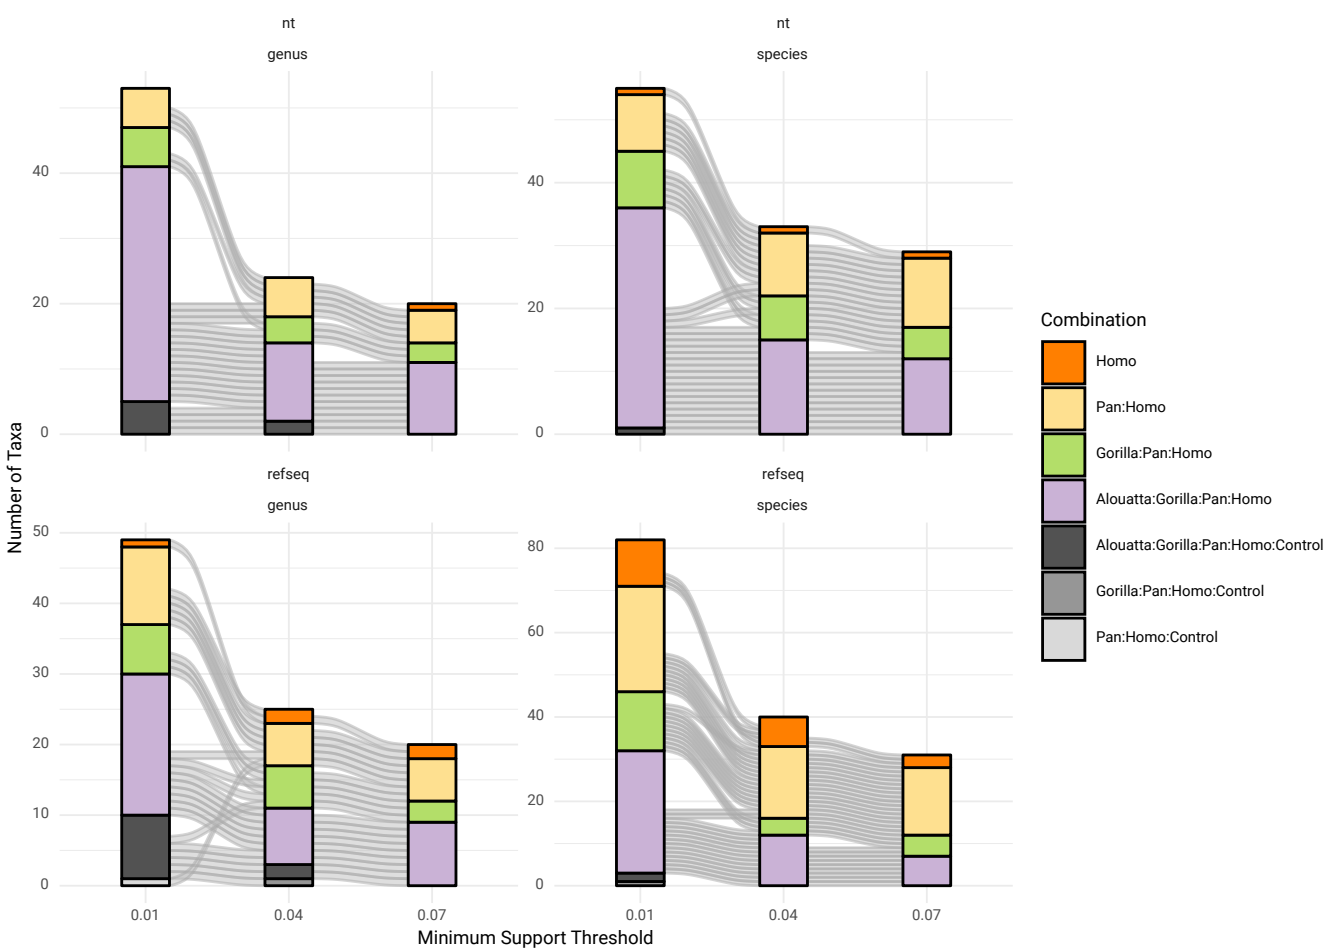 nt
genus
nt
species
40
20
0
40
20
0
refseq
genus
refseq
species
50
40
30
20
10
0
80
60
40
20
0
0.01
0.04
0.07
0.01
0.04
0.07
Minimum Support Threshold
Number of Taxa
Combination
Homo
Pan:Homo
Gorilla:Pan:Homo
Alouatta:Gorilla:Pan:Homo
Alouatta:Gorilla:Pan:Homo:Control
Gorilla:Pan:Homo:Control
Pan:Homo:Control